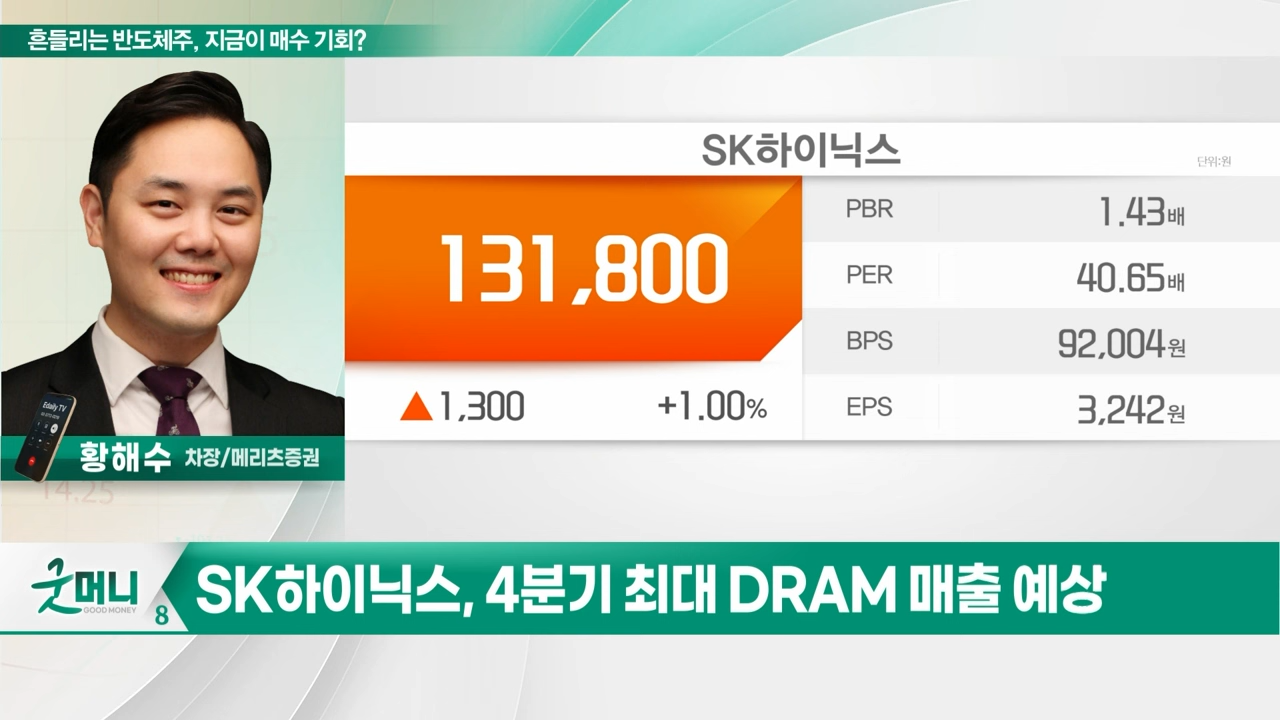 흔들리는 반도체주, 지금이 매수 기회?
SK하이닉스
단위:원
131,800
▲1,300 +1.00%
PBR 1.43배
PER 40.65배
BPS 92,004원
EPS 3,242원
Edaily TV
황해수 차장/메리츠증권
14.25
굿머니
GOOD MONEY
8
SK하이닉스, 4분기 최대 DRAM 매출 예상